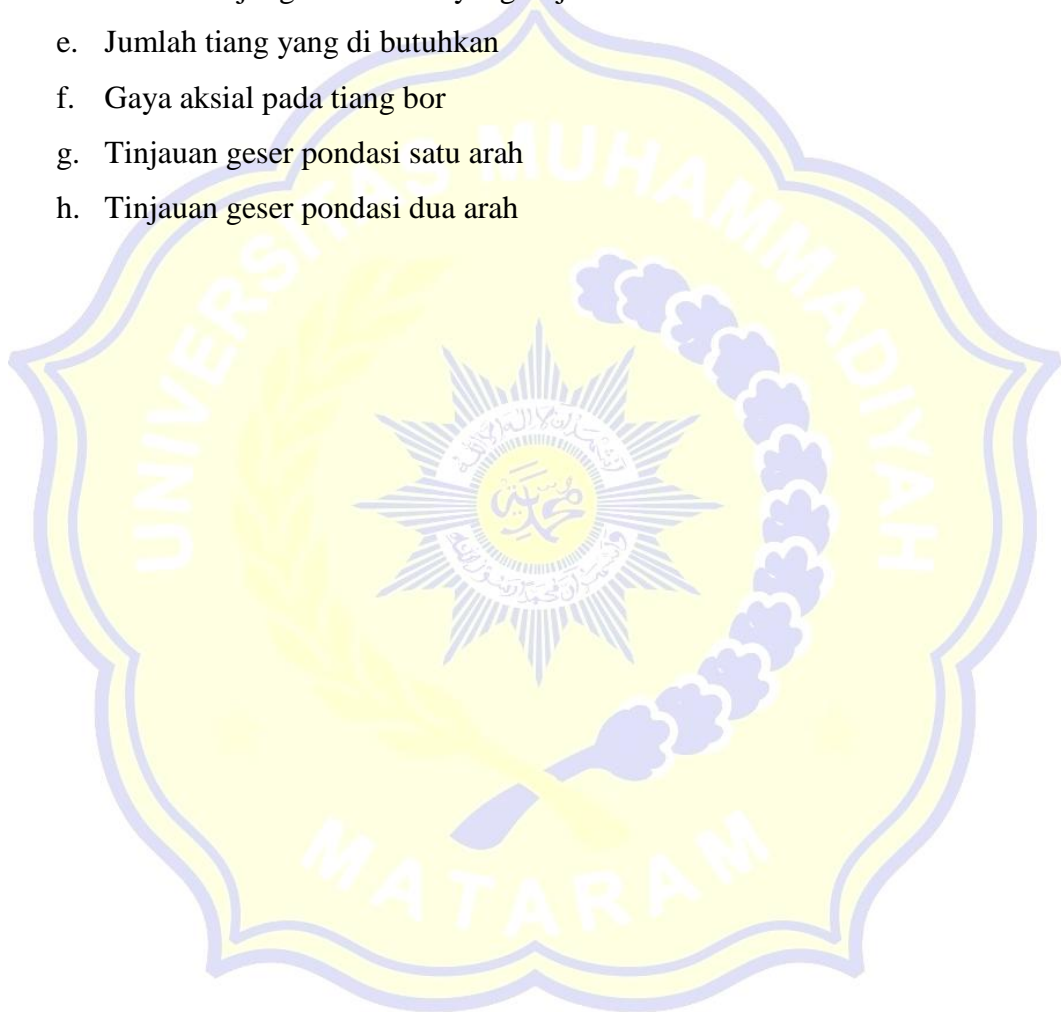 e. Jumlah tiang yang di butuhkan
f. Gaya aksial pada tiang bor
g. Tinjauan geser pondasi satu arah
h. Tinjauan geser pondasi dua arah
UNIVERSITAS MUHAMMADIYAH
MATARAM